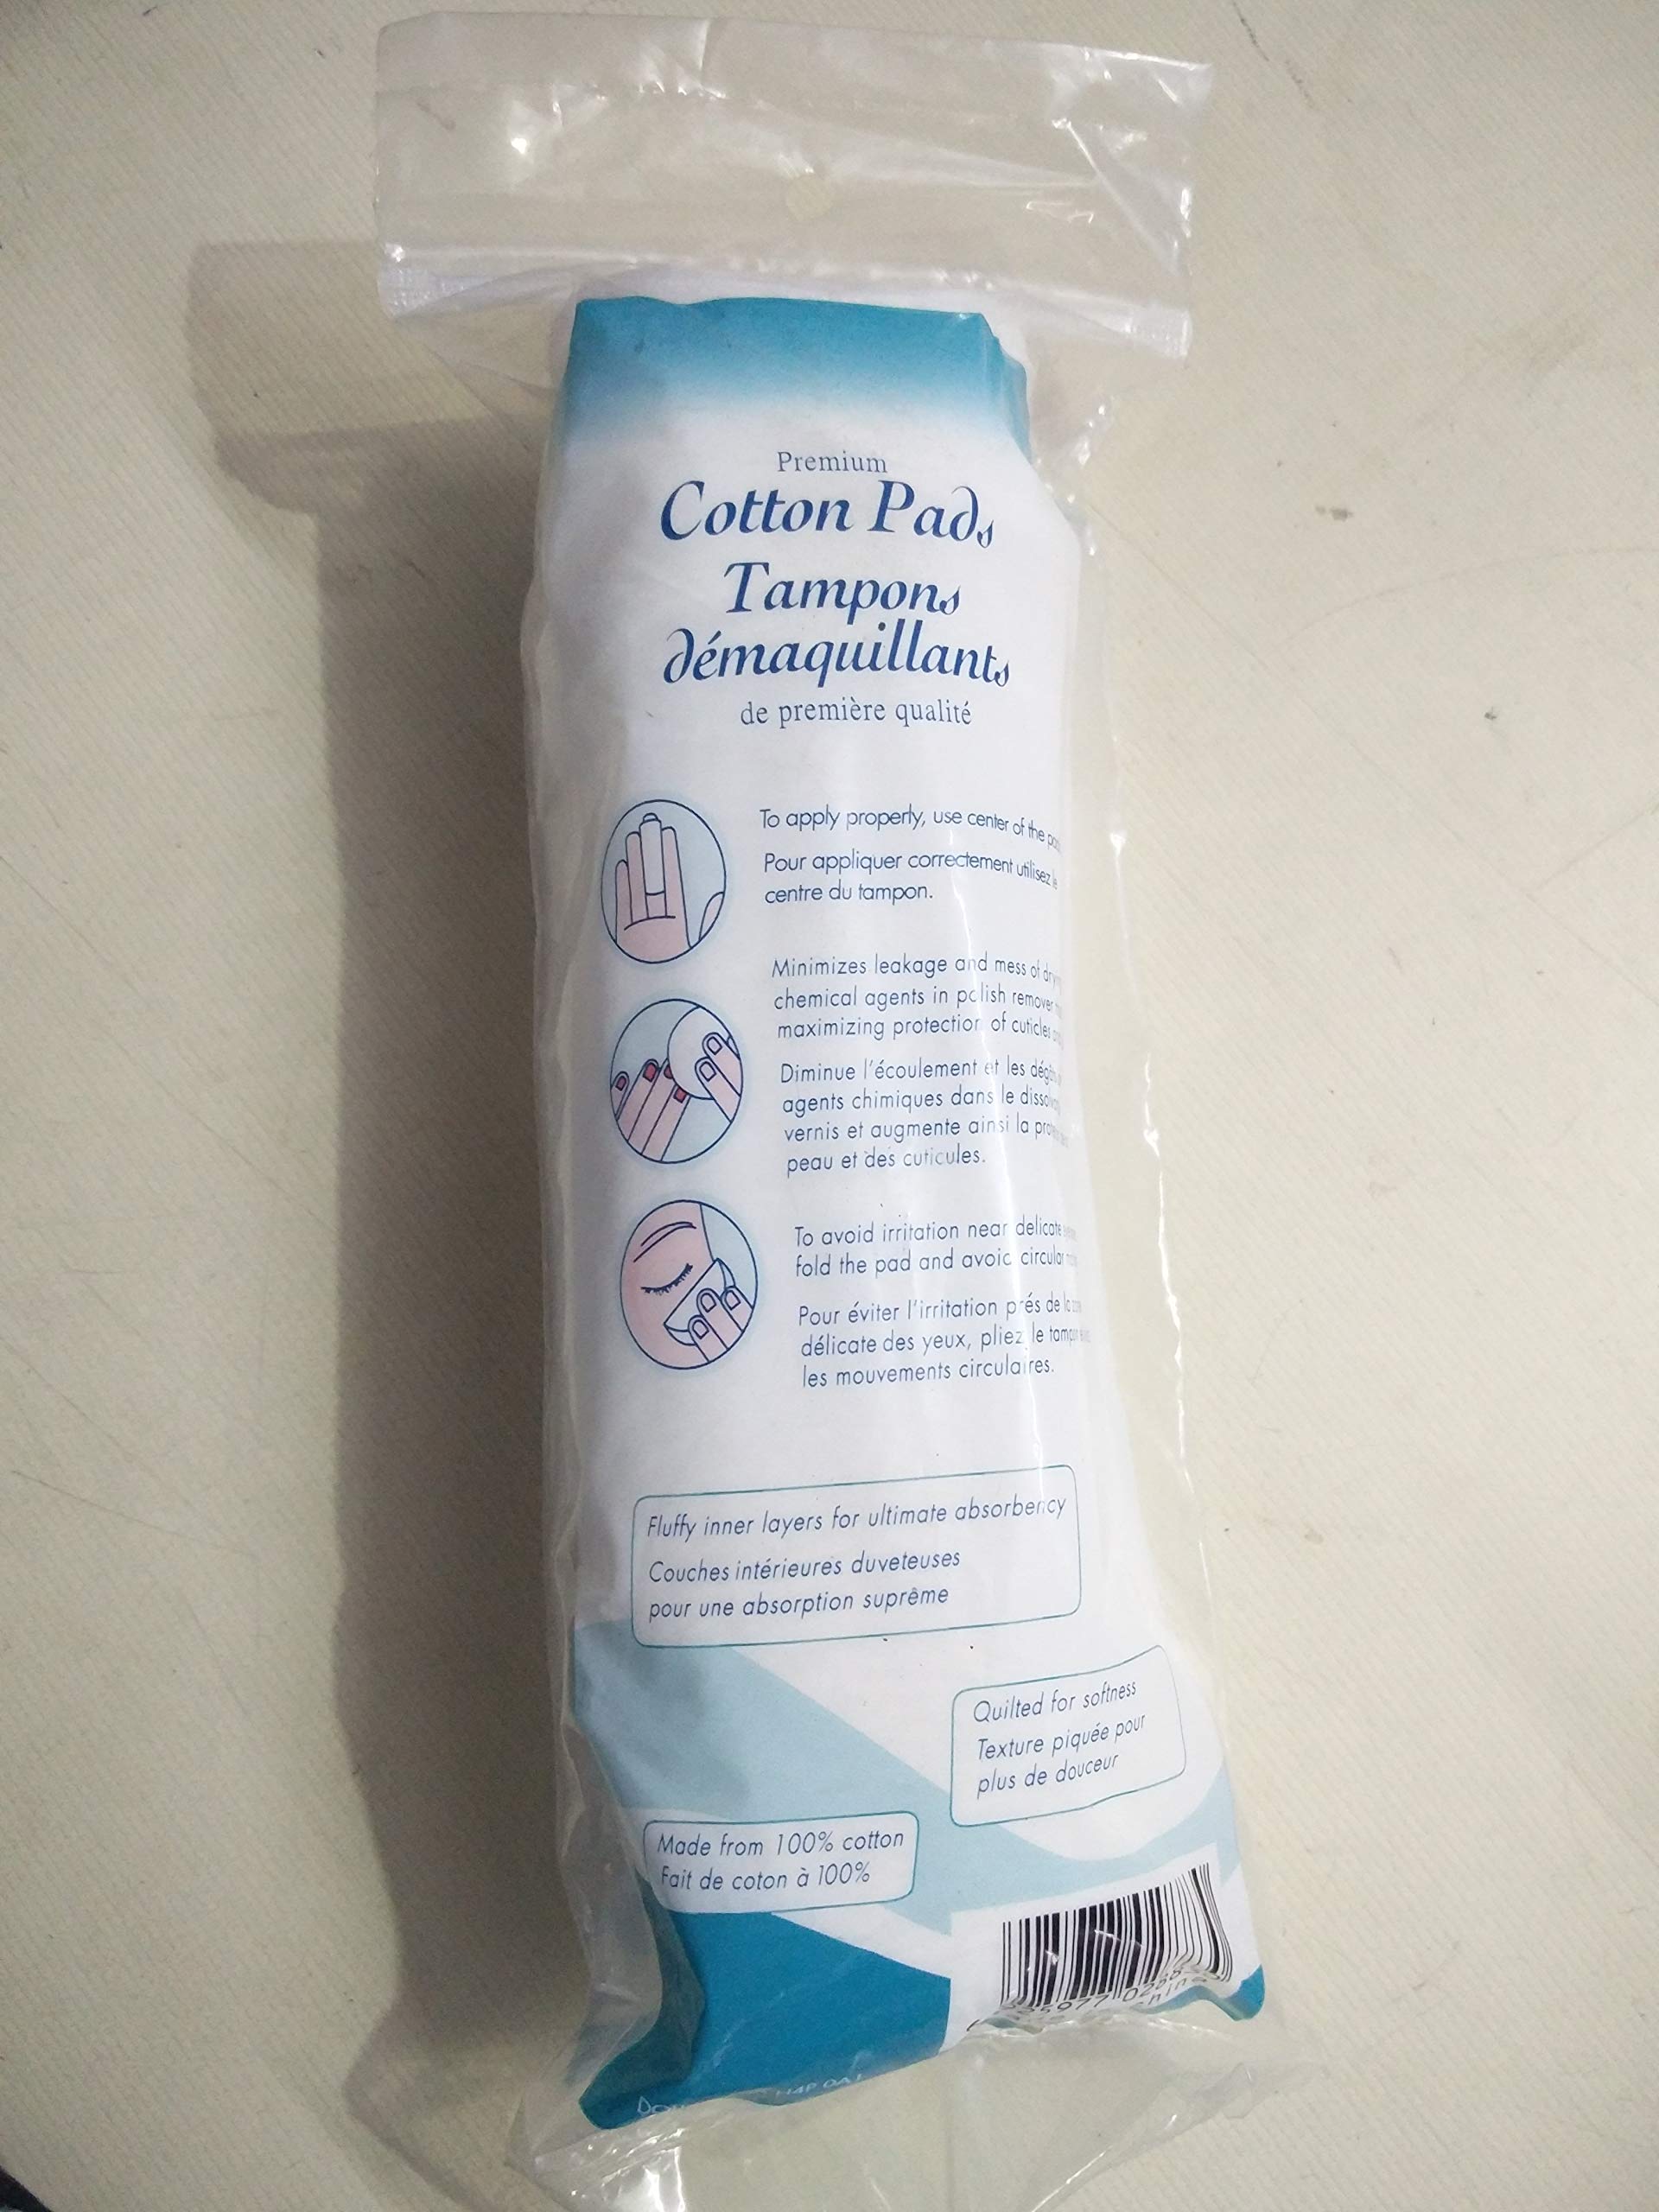 Premium
Cotton Pads
Tampons
démaquillants
de première qualité
To apply properly, use center of the
Pour appliquer correctement utilisez le
centre du tampon.
Minimizes leakage and mess of
chemical agents in polish remover
maximizing protection of cuticles
Diminue l'écoulement et les
agents chimiques dans le
vernis et augmente ainsi la
peau et des cuticules.
To avoid irritation near delicate
fold the pad and avoid circular
Pour éviter l'irritation prés de la
délicate des yeux, pliez le
les mouvements circulaires.
Fluffy inner layers for ultimate absorbency
Couches intérieures duveteuses
pour une absorption suprême
Quilted for softness
Texture piquée pour
plus de douceur
Made from 100% cotton
Fait de coton à 100%